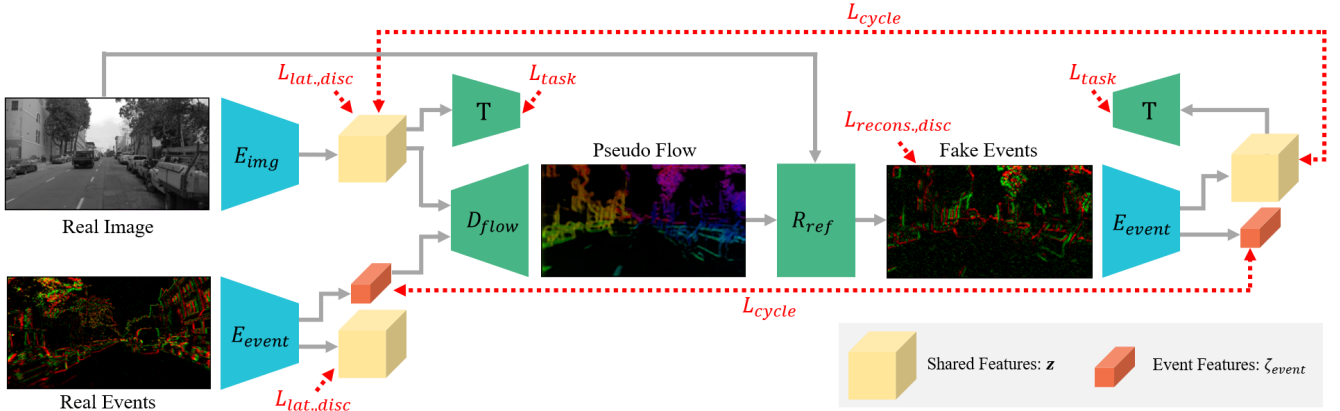 L_cycle
L_lat.,disc
L_task
L_task
T
T
L_recons.,disc
E_img
Pseudo Flow
Fake Events
Real Image
D_flow
R_ref
E_event
E_event
L_cycle
Real Events
L_lat.,disc
Shared Features: z
Event Features: ζ_event